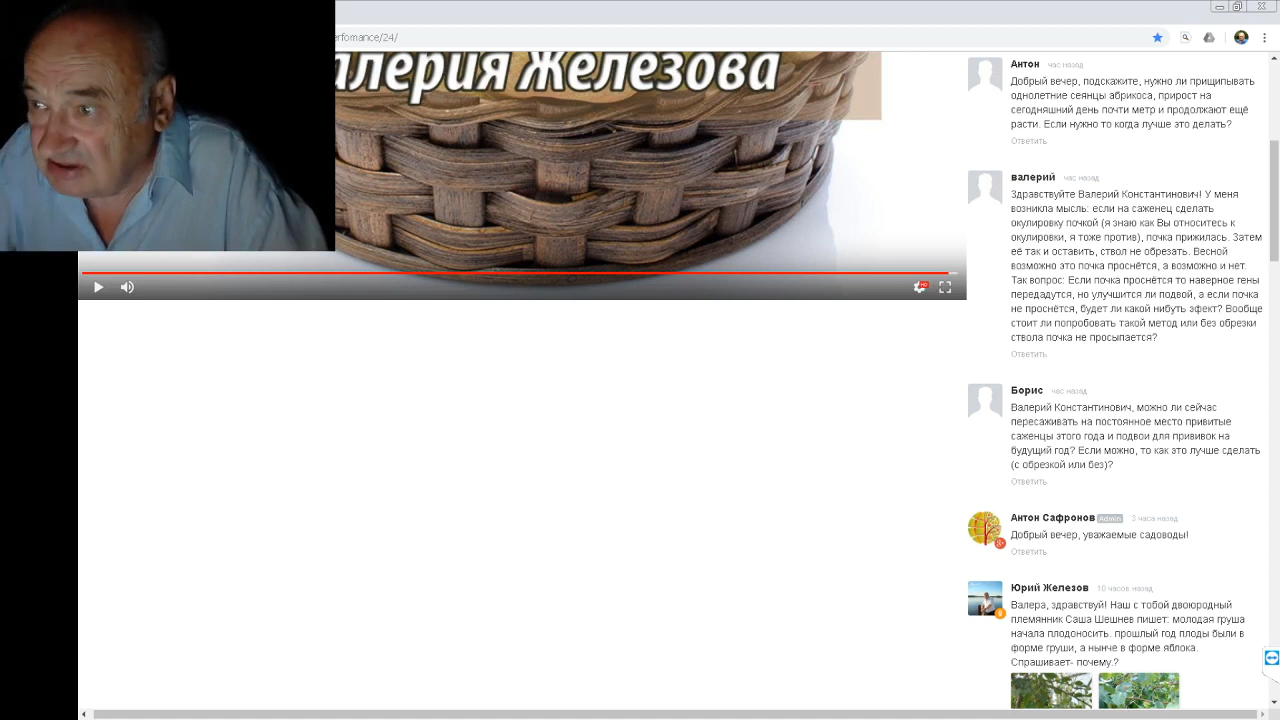 erfomance/24/
алерия Железова
HD
Антон час назад
Добрый вечер, подскажите, нужно ли прищипывать
однолетние сеянцы абрикоса, прирост на
сегодняшний день почти метр и продолжают ещё
расти. Если нужно то когда лучше это делать?
Ответить
валерий час назад
Здравствуйте Валерий Константинович! У меня
возникла мысль: если на саженец сделать
окулировку почкой (я знаю как Вы относитесь к
окулировки, я тоже против), почка прижилась. Затем
её так и оставить, ствол не обрезать. Весной
возможно это почка проснётся, а возможно и нет.
Так вопрос: Если почка проснётся то наверное гены
передадутся, но улучшится ли подвой, а если почка
не проснётся, будет ли какой нибуть эфект? Вообще
стоит ли попробовать такой метод или без обрезки
ствола почка не просыпается?
Ответить
Борис час назад
Валерий Константинович, можно ли сейчас
пересаживать на постоянное место привитые
саженцы этого года и подвои для прививок на
будущий год? Если можно, то как это лучше сделать
(с обрезкой или без)?
Ответить
Антон Сафронов Admin 3 часа назад
Добрый вечер, уважаемые садоводы!
Ответить
Юрий Железов 10 часов назад
Валера, здравствуй! Наш с тобой двоюродный
племянник Саша Шешнев пишет: молодая груша
начала плодоносить. прошлый год плоды были в
форме груши, а нынче в форме яблока.
Спрашивает- почему.?